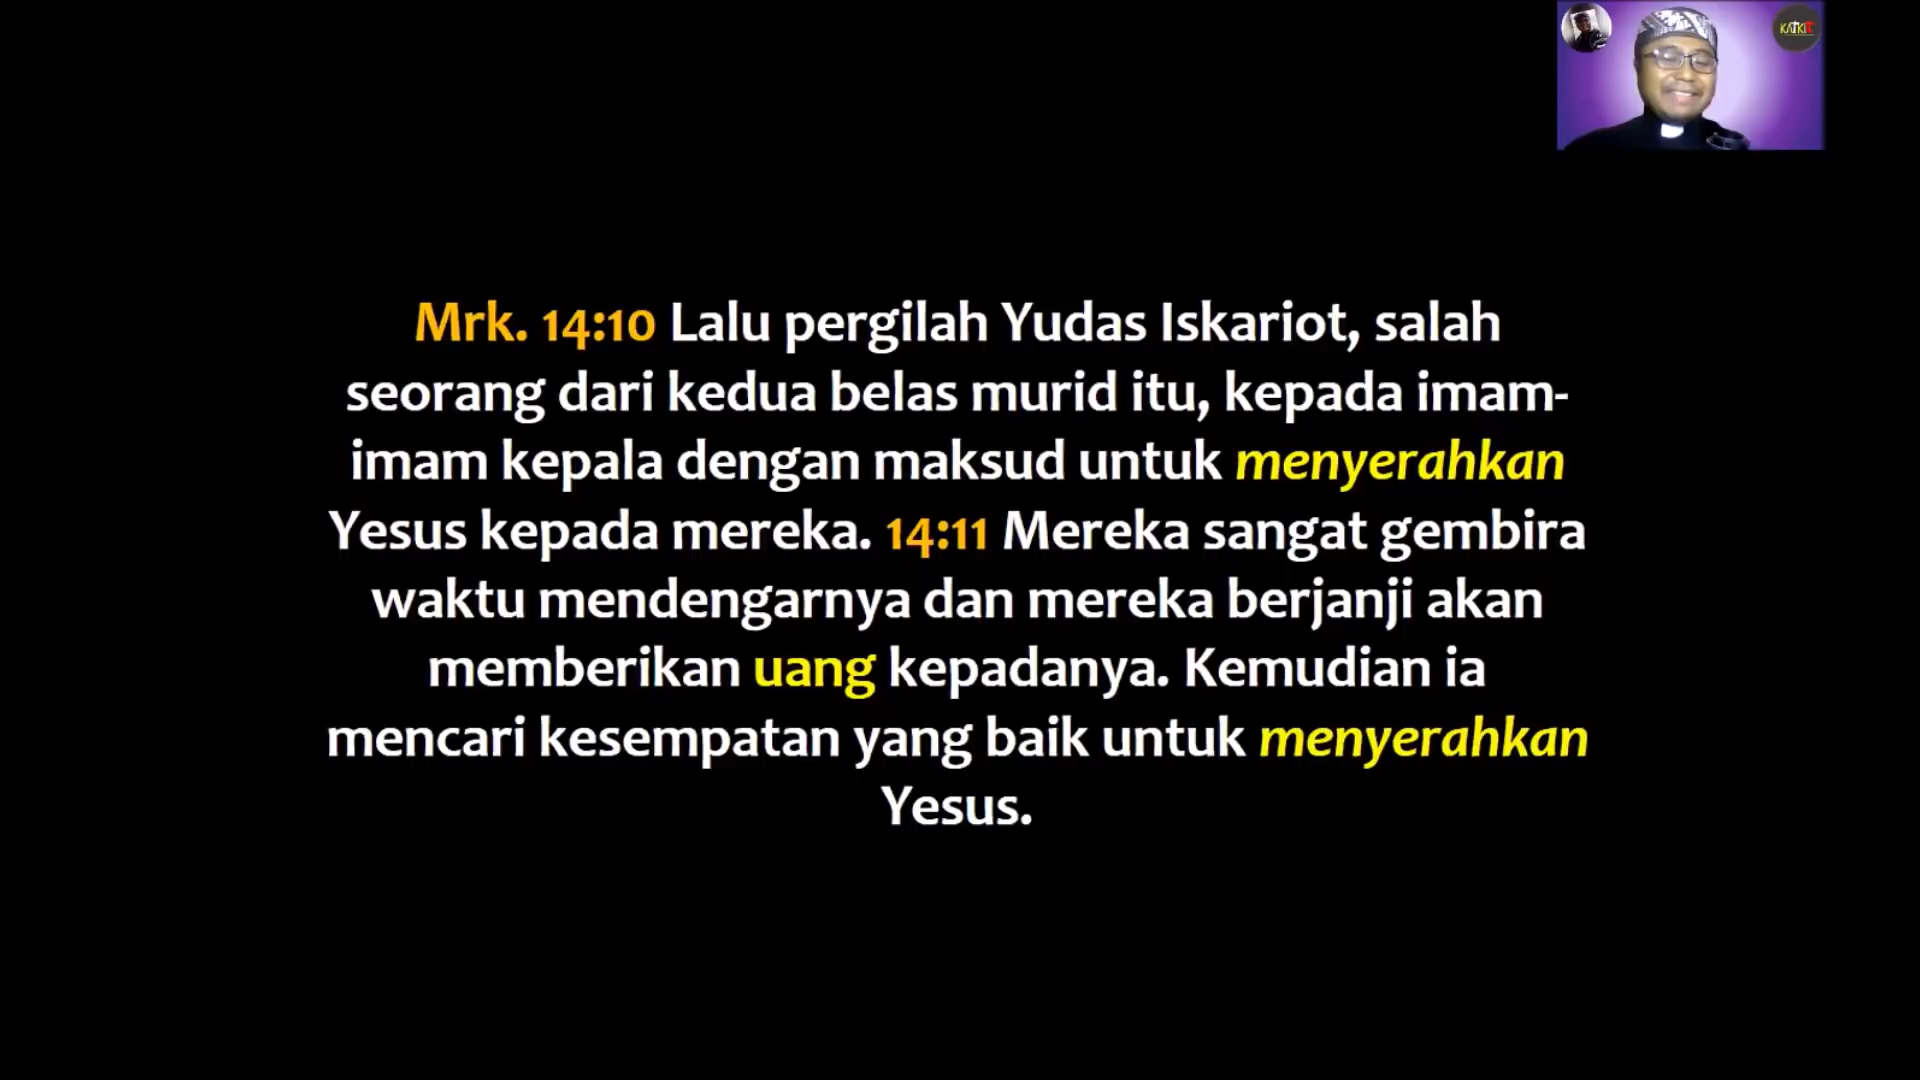 KATKIT
Mrk. 14:10 Lalu pergilah Yudas Iskariot, salah
seorang dari kedua belas murid itu, kepada imam-
imam kepala dengan maksud untuk menyerahkan
Yesus kepada mereka. 14:11 Mereka sangat gembira
waktu mendengarnya dan mereka berjanji akan
memberikan uang kepadanya. Kemudian ia
mencari kesempatan yang baik untuk menyerahkan
Yesus.